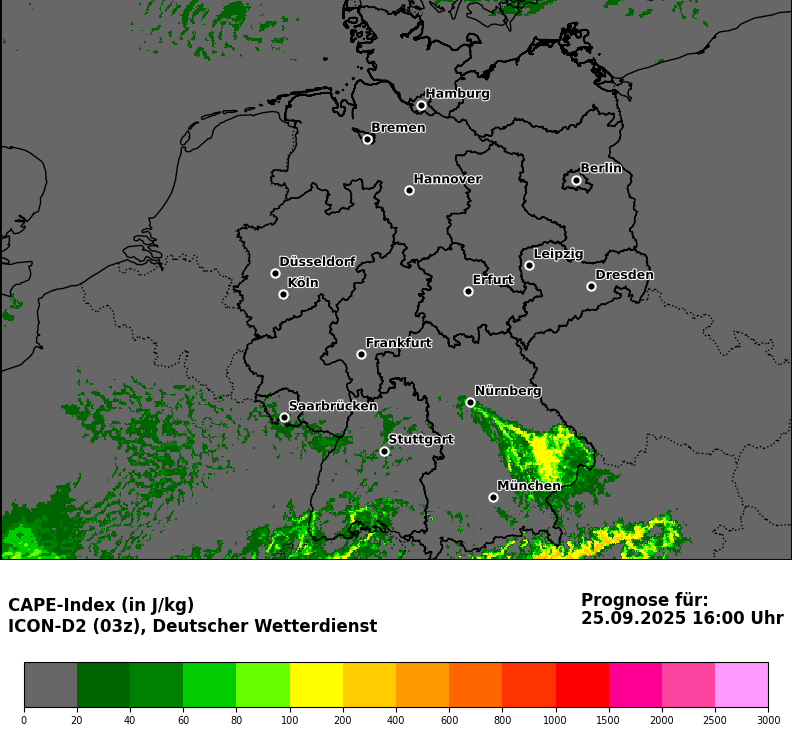 Hamburg
Bremen
Berlin
Hannover
Leipzig
Düsseldorf
Dresden
Köln
Erfurt
Frankfurt
Nürnberg
Saarbrücken
Stuttgart
München
CAPE-Index (in J/kg)
ICON-D2 (03z), Deutscher Wetterdienst
Prognose für:
25.09.2025 16:00 Uhr
0 20 40 60 80 100 200 400 600 800 1000 1500 2000 2500 3000